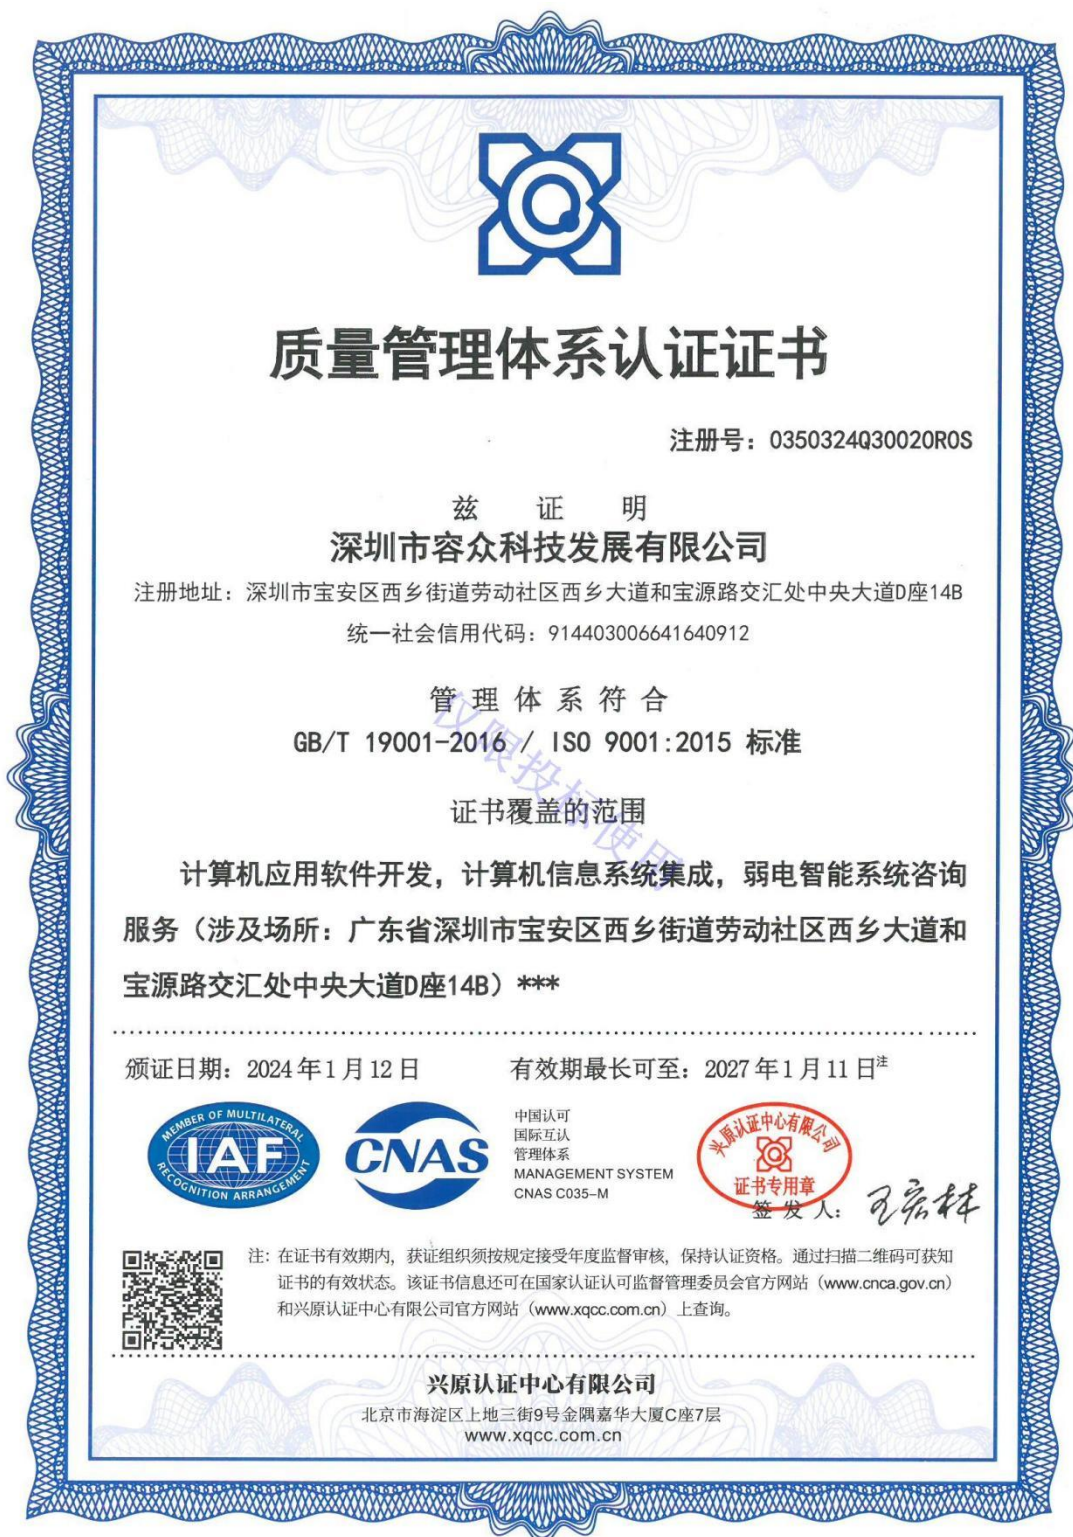 质量管理体系认证证书
注册号：0350324Q30020R0S
兹 证 明
深圳市容众科技发展有限公司
注册地址：深圳市宝安区西乡街道劳动社区西乡大道和宝源路交汇处中央大道D座14B
统一社会信用代码：914403006641640912
管 理 体 系 符 合
GB/T 19001-2016 / ISO 9001:2015 标准
仅限投标使用
证书覆盖的范围
计算机应用软件开发，计算机信息系统集成，弱电智能系统咨询
服务（涉及场所：广东省深圳市宝安区西乡街道劳动社区西乡大道和
宝源路交汇处中央大道D座14B）***
颁证日期：2024年1月12日
有效期最长可至：2027年1月11日注
MEMBER OF MULTILATERAL
IAF
RECOGNITION ARRANGEMENT
CNAS
中国认可
国际互认
管理体系
MANAGEMENT SYSTEM
CNAS C035-M
兴原认证中心有限公司
证书专用章
签 发 人：
注：在证书有效期内，获证组织须按规定接受年度监督审核，保持认证资格。通过扫描二维码可获知
证书的有效状态。该证书信息还可在国家认证认可监督管理委员会官方网站（www.cnca.gov.cn）
和兴原认证中心有限公司官方网站（www.xqcc.com.cn）上查询。
兴原认证中心有限公司
北京市海淀区上地三街9号金隅嘉华大厦C座7层
www.xqcc.com.cn